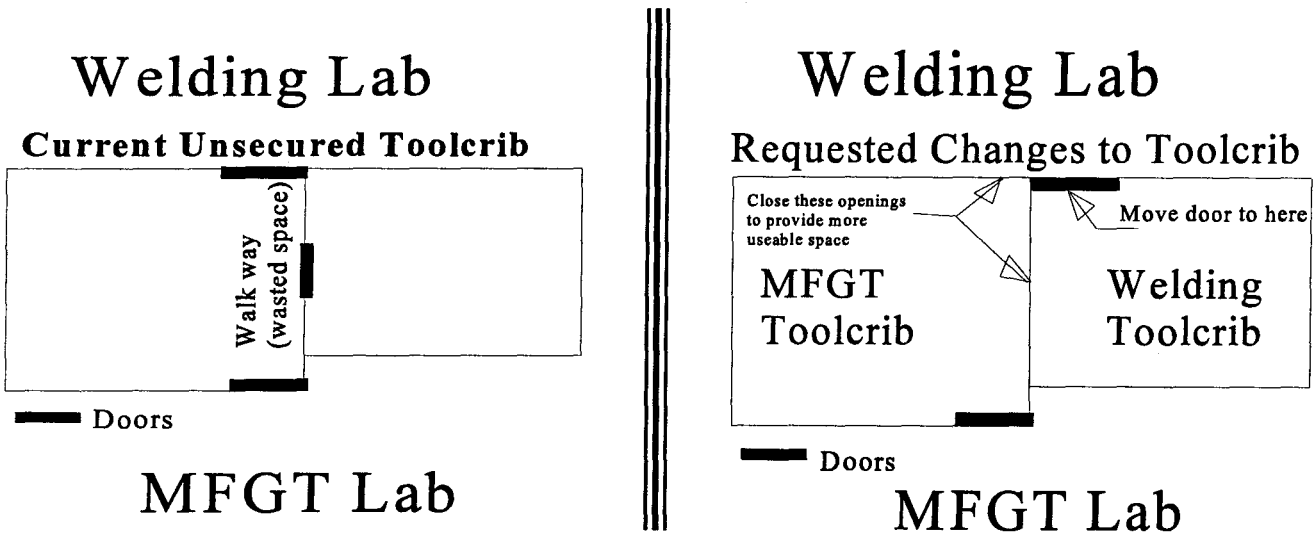 Welding Lab
Current Unsecured Toolcrib
Walk way
(wasted space)
Doors
MFGT Lab
Welding Lab
Requested Changes to Toolcrib
Close these openings
to provide more
useable space
Move door to here
MFGT
Toolcrib
Welding
Toolcrib
Doors
MFGT Lab